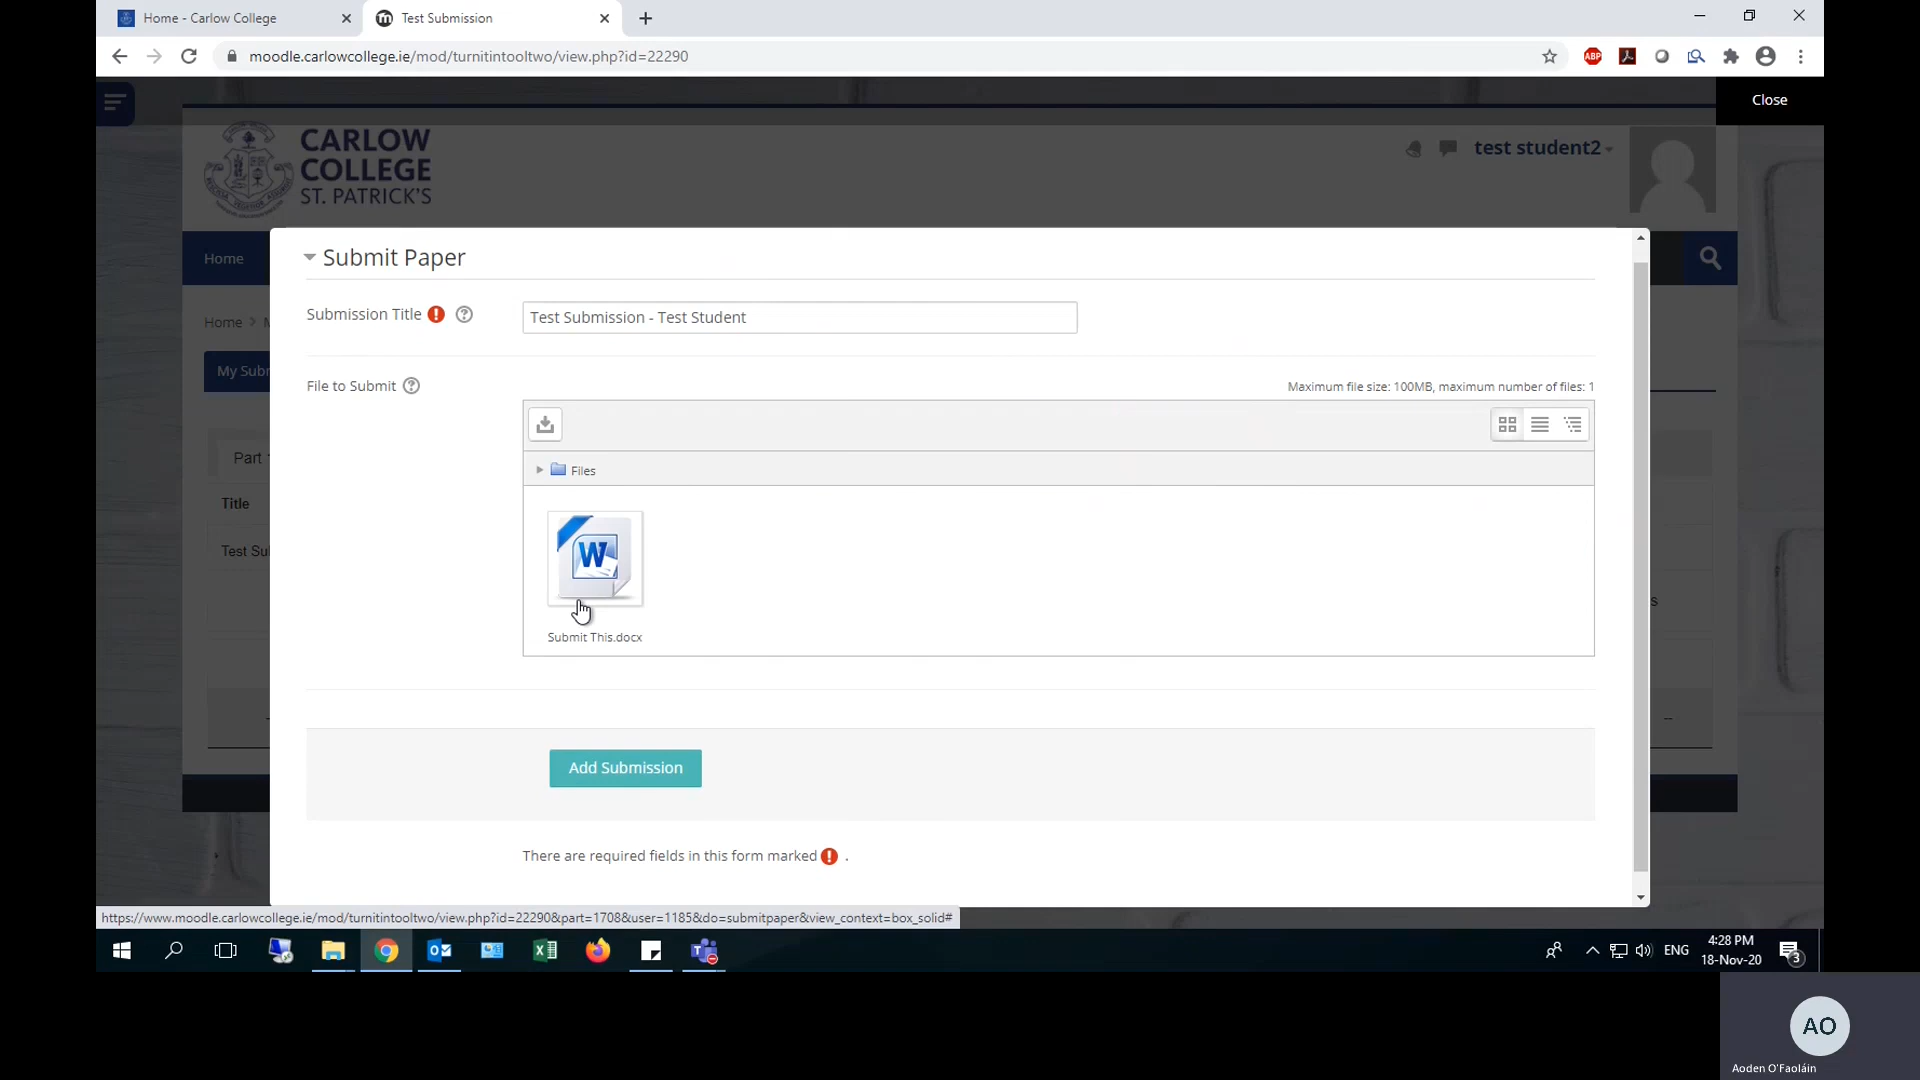 Home - Carlow College
Test Submission
moodle.carlowcollege.ie/mod/turnitintooltwo/view.php?id=22290
ABP
Close
CARLOW
COLLEGE
ST. PATRICK'S
test student2
Home
Submit Paper
Home
Submission Title
Test Submission - Test Student
My Sub
File to Submit
Maximum file size: 100MB, maximum number of files: 1
Part
Files
Title
Test Su
W
s
Submit This.docx
--
Add Submission
There are required fields in this form marked ! .
https://www.moodle.carlowcollege.ie/mod/turnitintooltwo/view.php?id=22290&part=1708&user=1185&do=submitpaper&view_context=box_solid#
ENG
4:28 PM
18-Nov-20
3
AO
Aoden O'Faoláin